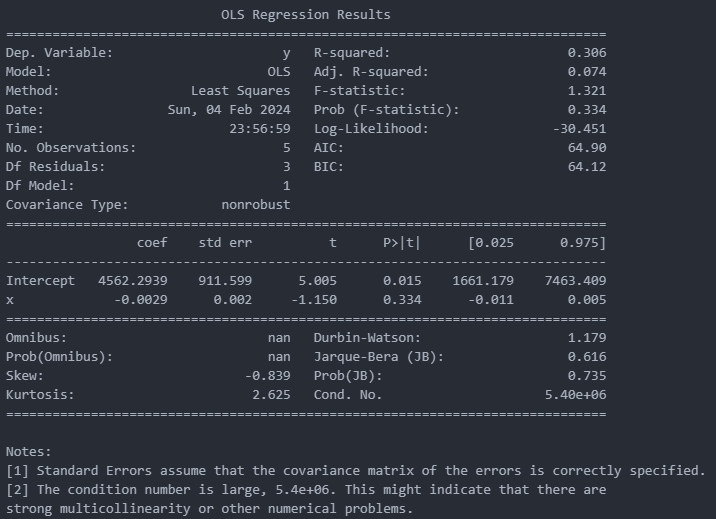 OLS Regression Results
==============================================================================
Dep. Variable:                      y   R-squared:                       0.306
Model:                            OLS   Adj. R-squared:                  0.074
Method:                 Least Squares   F-statistic:                     1.321
Date:                Sun, 04 Feb 2024   Prob (F-statistic):              0.334
Time:                        23:56:59   Log-Likelihood:                -30.451
No. Observations:                   5   AIC:                             64.90
Df Residuals:                       3   BIC:                             64.12
Df Model:                           1
Covariance Type:            nonrobust
==============================================================================
                 coef    std err          t      P>|t|      [0.025      0.975]
------------------------------------------------------------------------------
Intercept   4562.2939    911.599      5.005      0.015    1661.179    7463.409
x             -0.0029      0.002     -1.150      0.334      -0.011       0.005
==============================================================================
Omnibus:                          nan   Durbin-Watson:                   1.179
Prob(Omnibus):                    nan   Jarque-Bera (JB):                0.616
Skew:                          -0.839   Prob(JB):                        0.735
Kurtosis:                       2.625   Cond. No.                     5.40e+06
==============================================================================

Notes:
[1] Standard Errors assume that the covariance matrix of the errors is correctly specified.
[2] The condition number is large, 5.4e+06. This might indicate that there are
strong multicollinearity or other numerical problems.